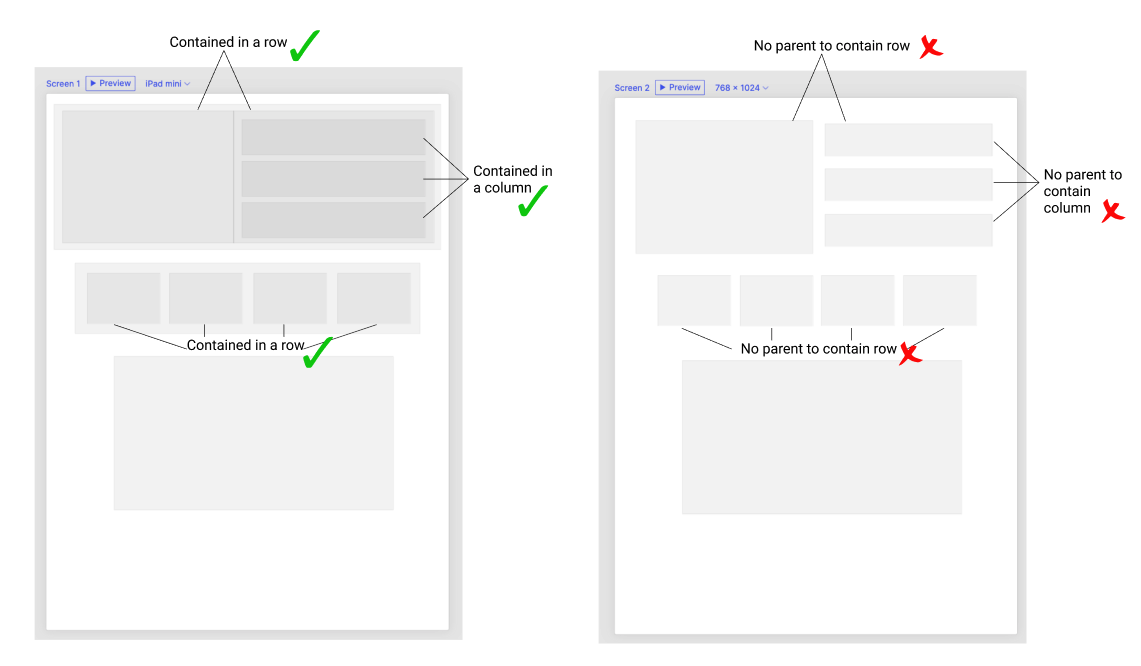 Contained in a row
Screen 1 Preview iPad mini
Contained in
a column
Contained in a row
No parent to contain row
Screen 2 Preview 768 × 1024
No parent to
contain
column
No parent to contain row